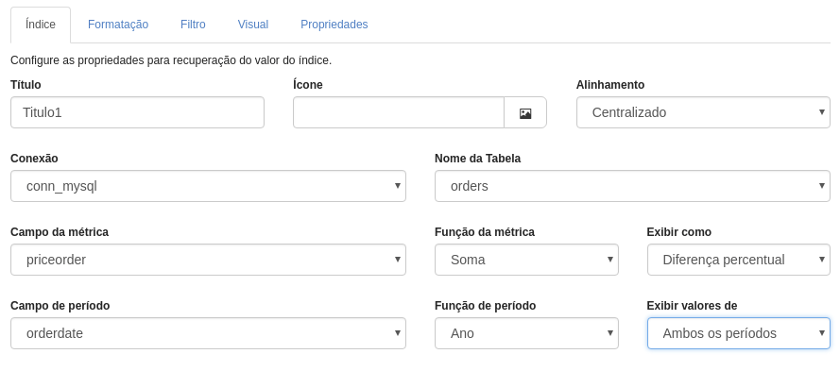 Índice Formatação Filtro Visual Propriedades
Configure as propriedades para recuperação do valor do índice.
Título Ícone Alinhamento
Titulo1 Centralizado
Conexão Nome da Tabela
conn_mysql orders
Campo da métrica Função da métrica Exibir como
priceorder Soma Diferença percentual
Campo de período Função de período Exibir valores de
orderdate Ano Ambos os períodos